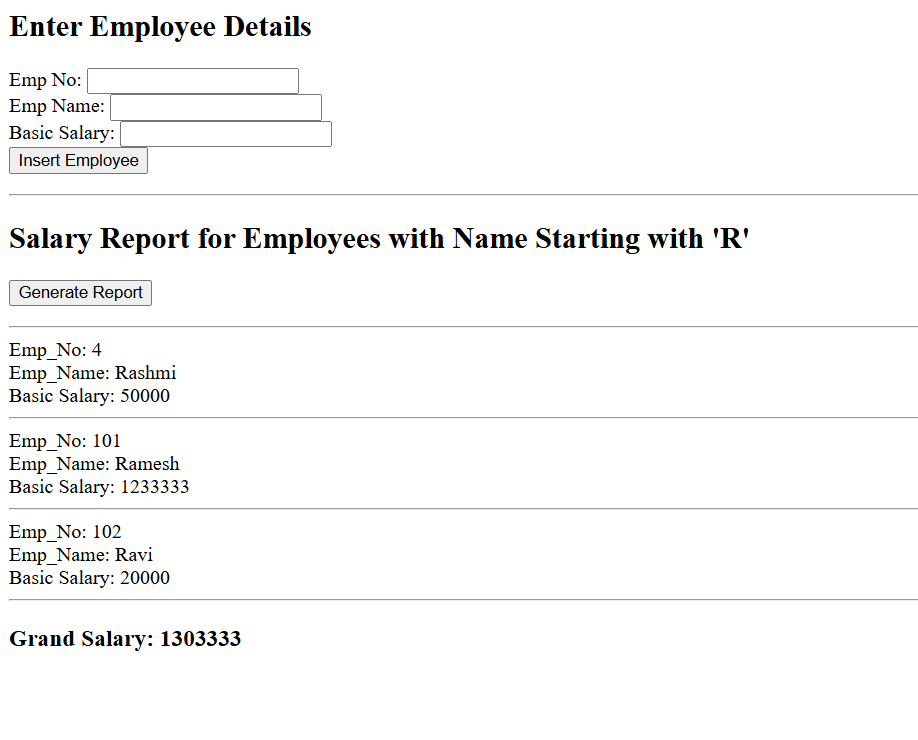 Enter Employee Details
Emp No:
Emp Name:
Basic Salary:
Insert Employee
Salary Report for Employees with Name Starting with 'R'
Generate Report
Emp_No: 4
Emp_Name: Rashmi
Basic Salary: 50000
Emp_No: 101
Emp_Name: Ramesh
Basic Salary: 1233333
Emp_No: 102
Emp_Name: Ravi
Basic Salary: 20000
Grand Salary: 1303333